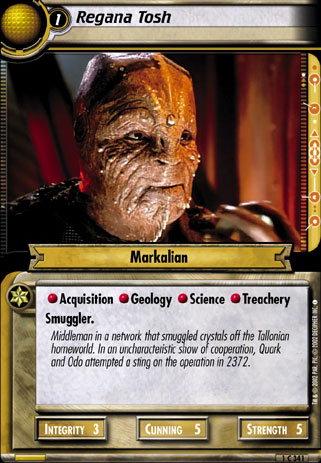 1 Regana Tosh
Markalian
Acquisition Geology Science Treachery
Smuggler.
Middleman in a network that smuggled crystals off the Tallonian
homeworld. In an uncharacteristic show of cooperation, Quark
and Odo attempted a sting on the operation in 2372.
INTEGRITY 3 CUNNING 5 STRENGTH 5
1 C 341